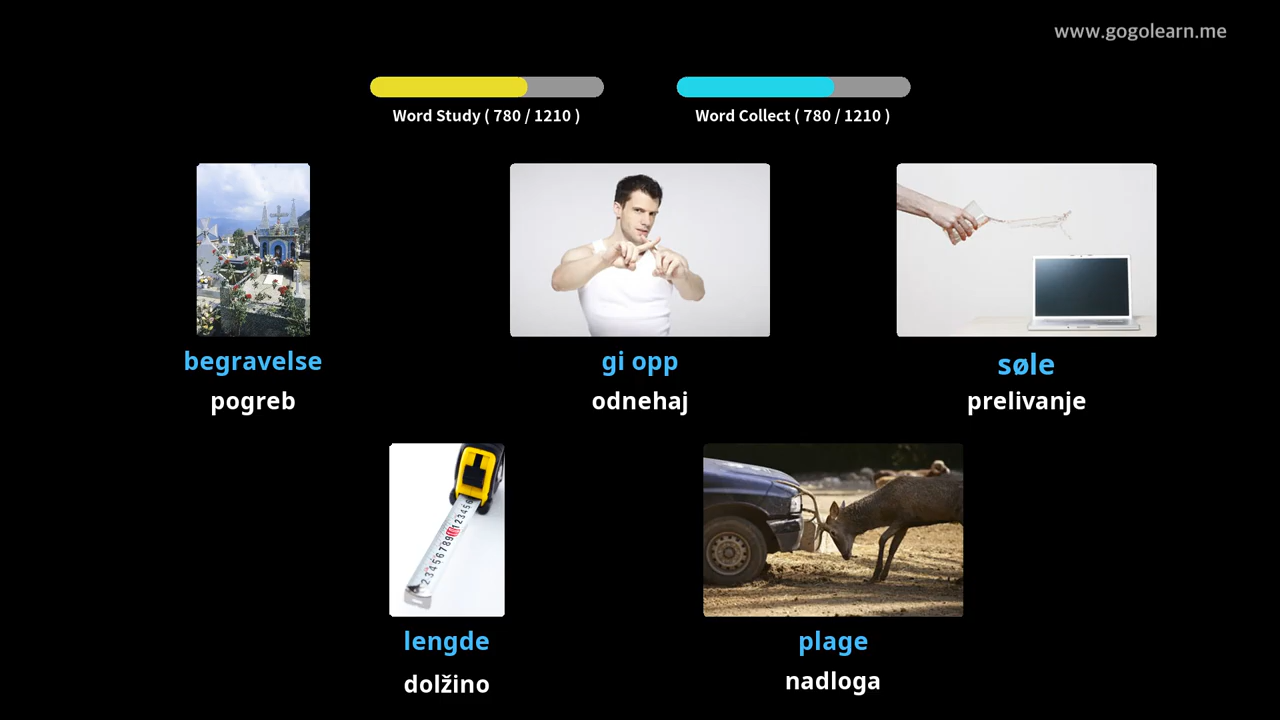 www.gogolearn.me
Word Study ( 780 / 1210 )
Word Collect ( 780 / 1210 )
begravelse
pogreb
gi opp
odnehaj
søle
prelivanje
lengde
dolžino
plage
nadloga